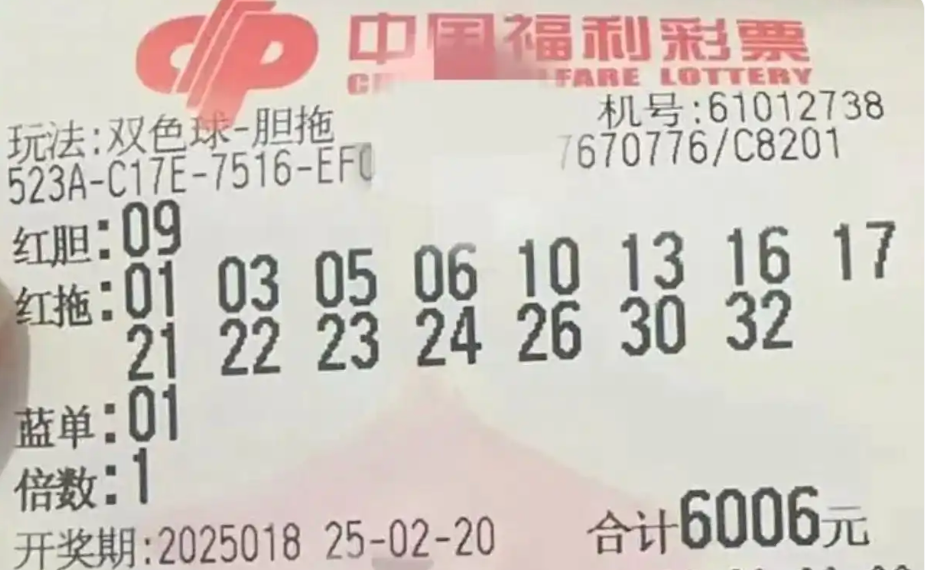 中国福利彩票
FARE LOTTERY
玩法:双色球-胆拖 机号:61012738
523A-C17E-7516-EF0 7670776/C8201
红胆:09
红拖:01 03 05 06 10 13 16 17
21 22 23 24 26 30 32
蓝单:01
倍数:1
开奖期:2025018 25-02-20 合计6006元